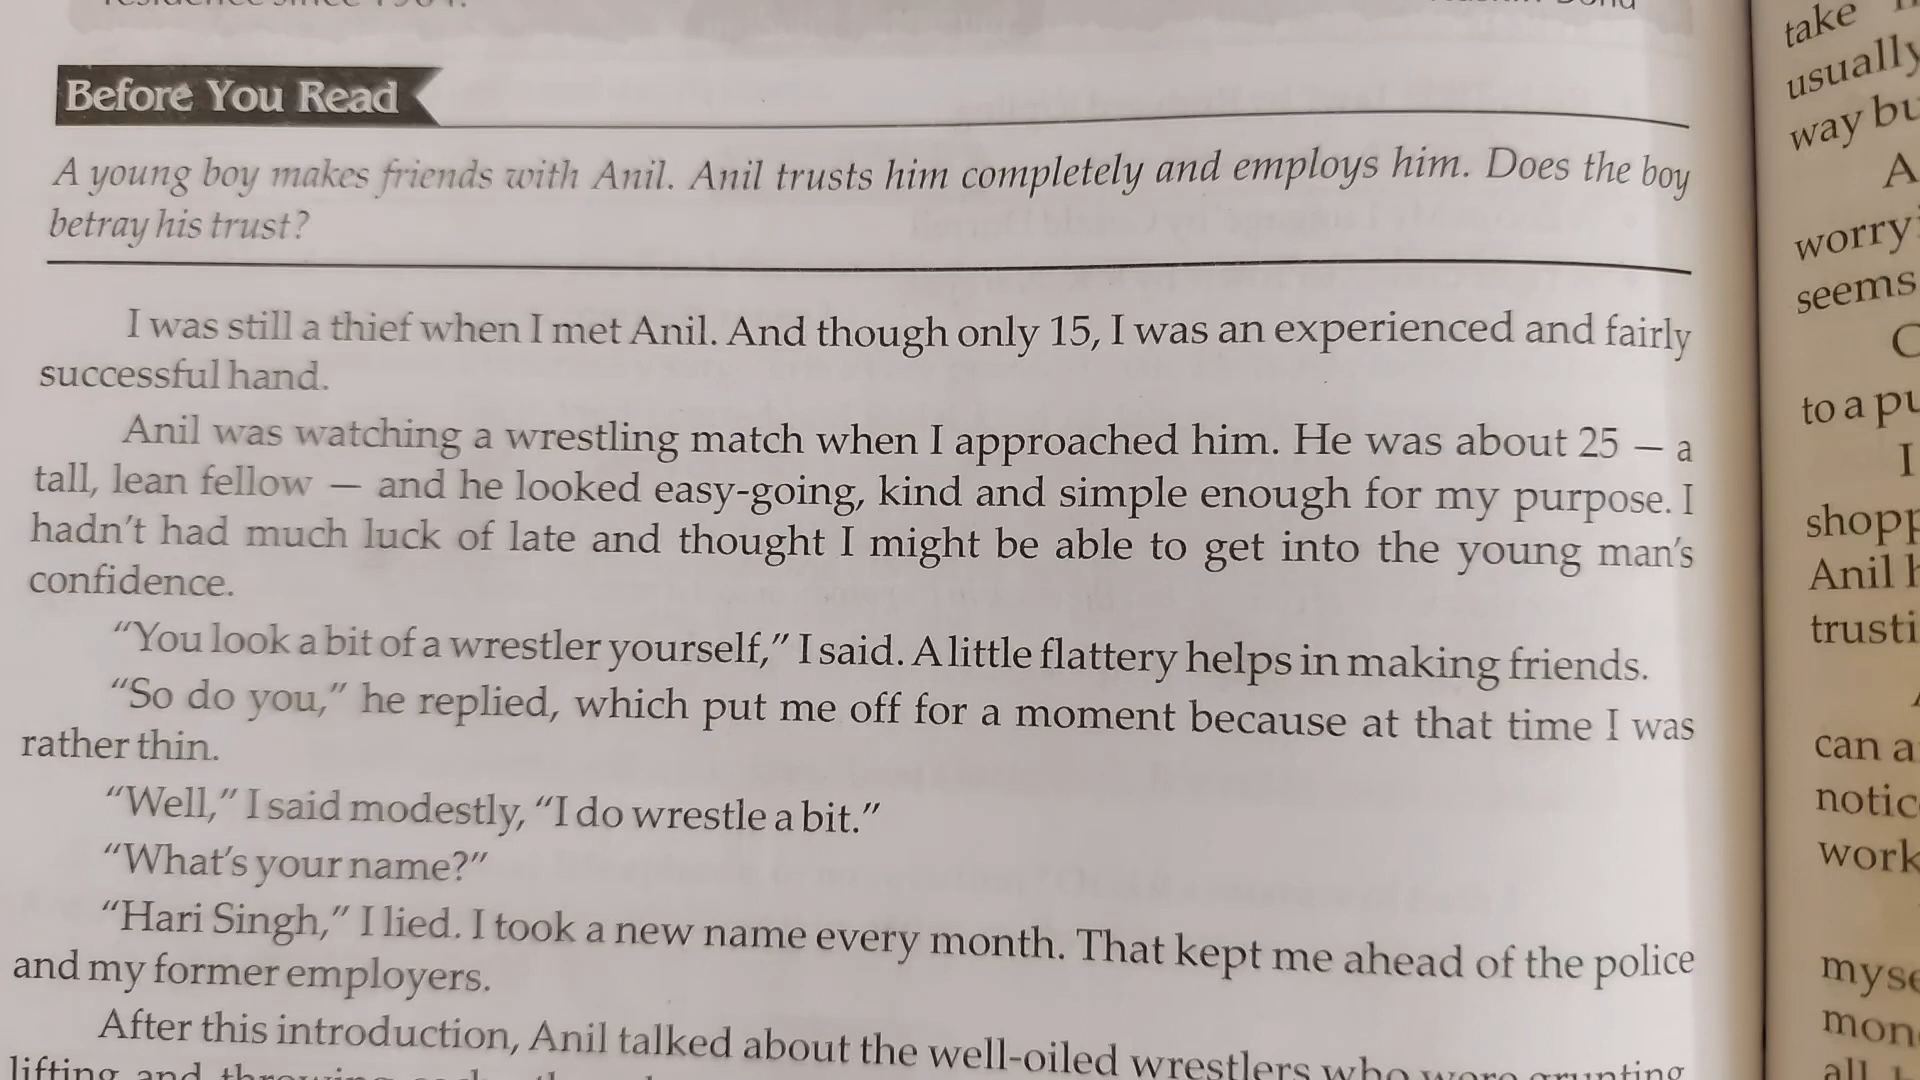 Before You Read
A young boy makes friends with Anil. Anil trusts him completely and employs him. Does the boy
betray his trust?
I was still a thief when I met Anil. And though only 15, I was an experienced and fairly
successful hand.
Anil was watching a wrestling match when I approached him. He was about 25 — a
tall, lean fellow — and he looked easy-going, kind and simple enough for my purpose. I
hadn't had much luck of late and thought I might be able to get into the young man's
confidence.
"You look a bit of a wrestler yourself," I said. A little flattery helps in making friends.
"So do you," he replied, which put me off for a moment because at that time I was
rather thin.
"Well," I said modestly, "I do wrestle a bit."
"What's your name?"
"Hari Singh," I lied. I took a new name every month. That kept me ahead of the police
and my former employers.
After this introduction, Anil talked about the well-oiled wrestlers who were grunting,
lifting and
take
usually
way
worry
seems
to a
I
Anil
can a
work